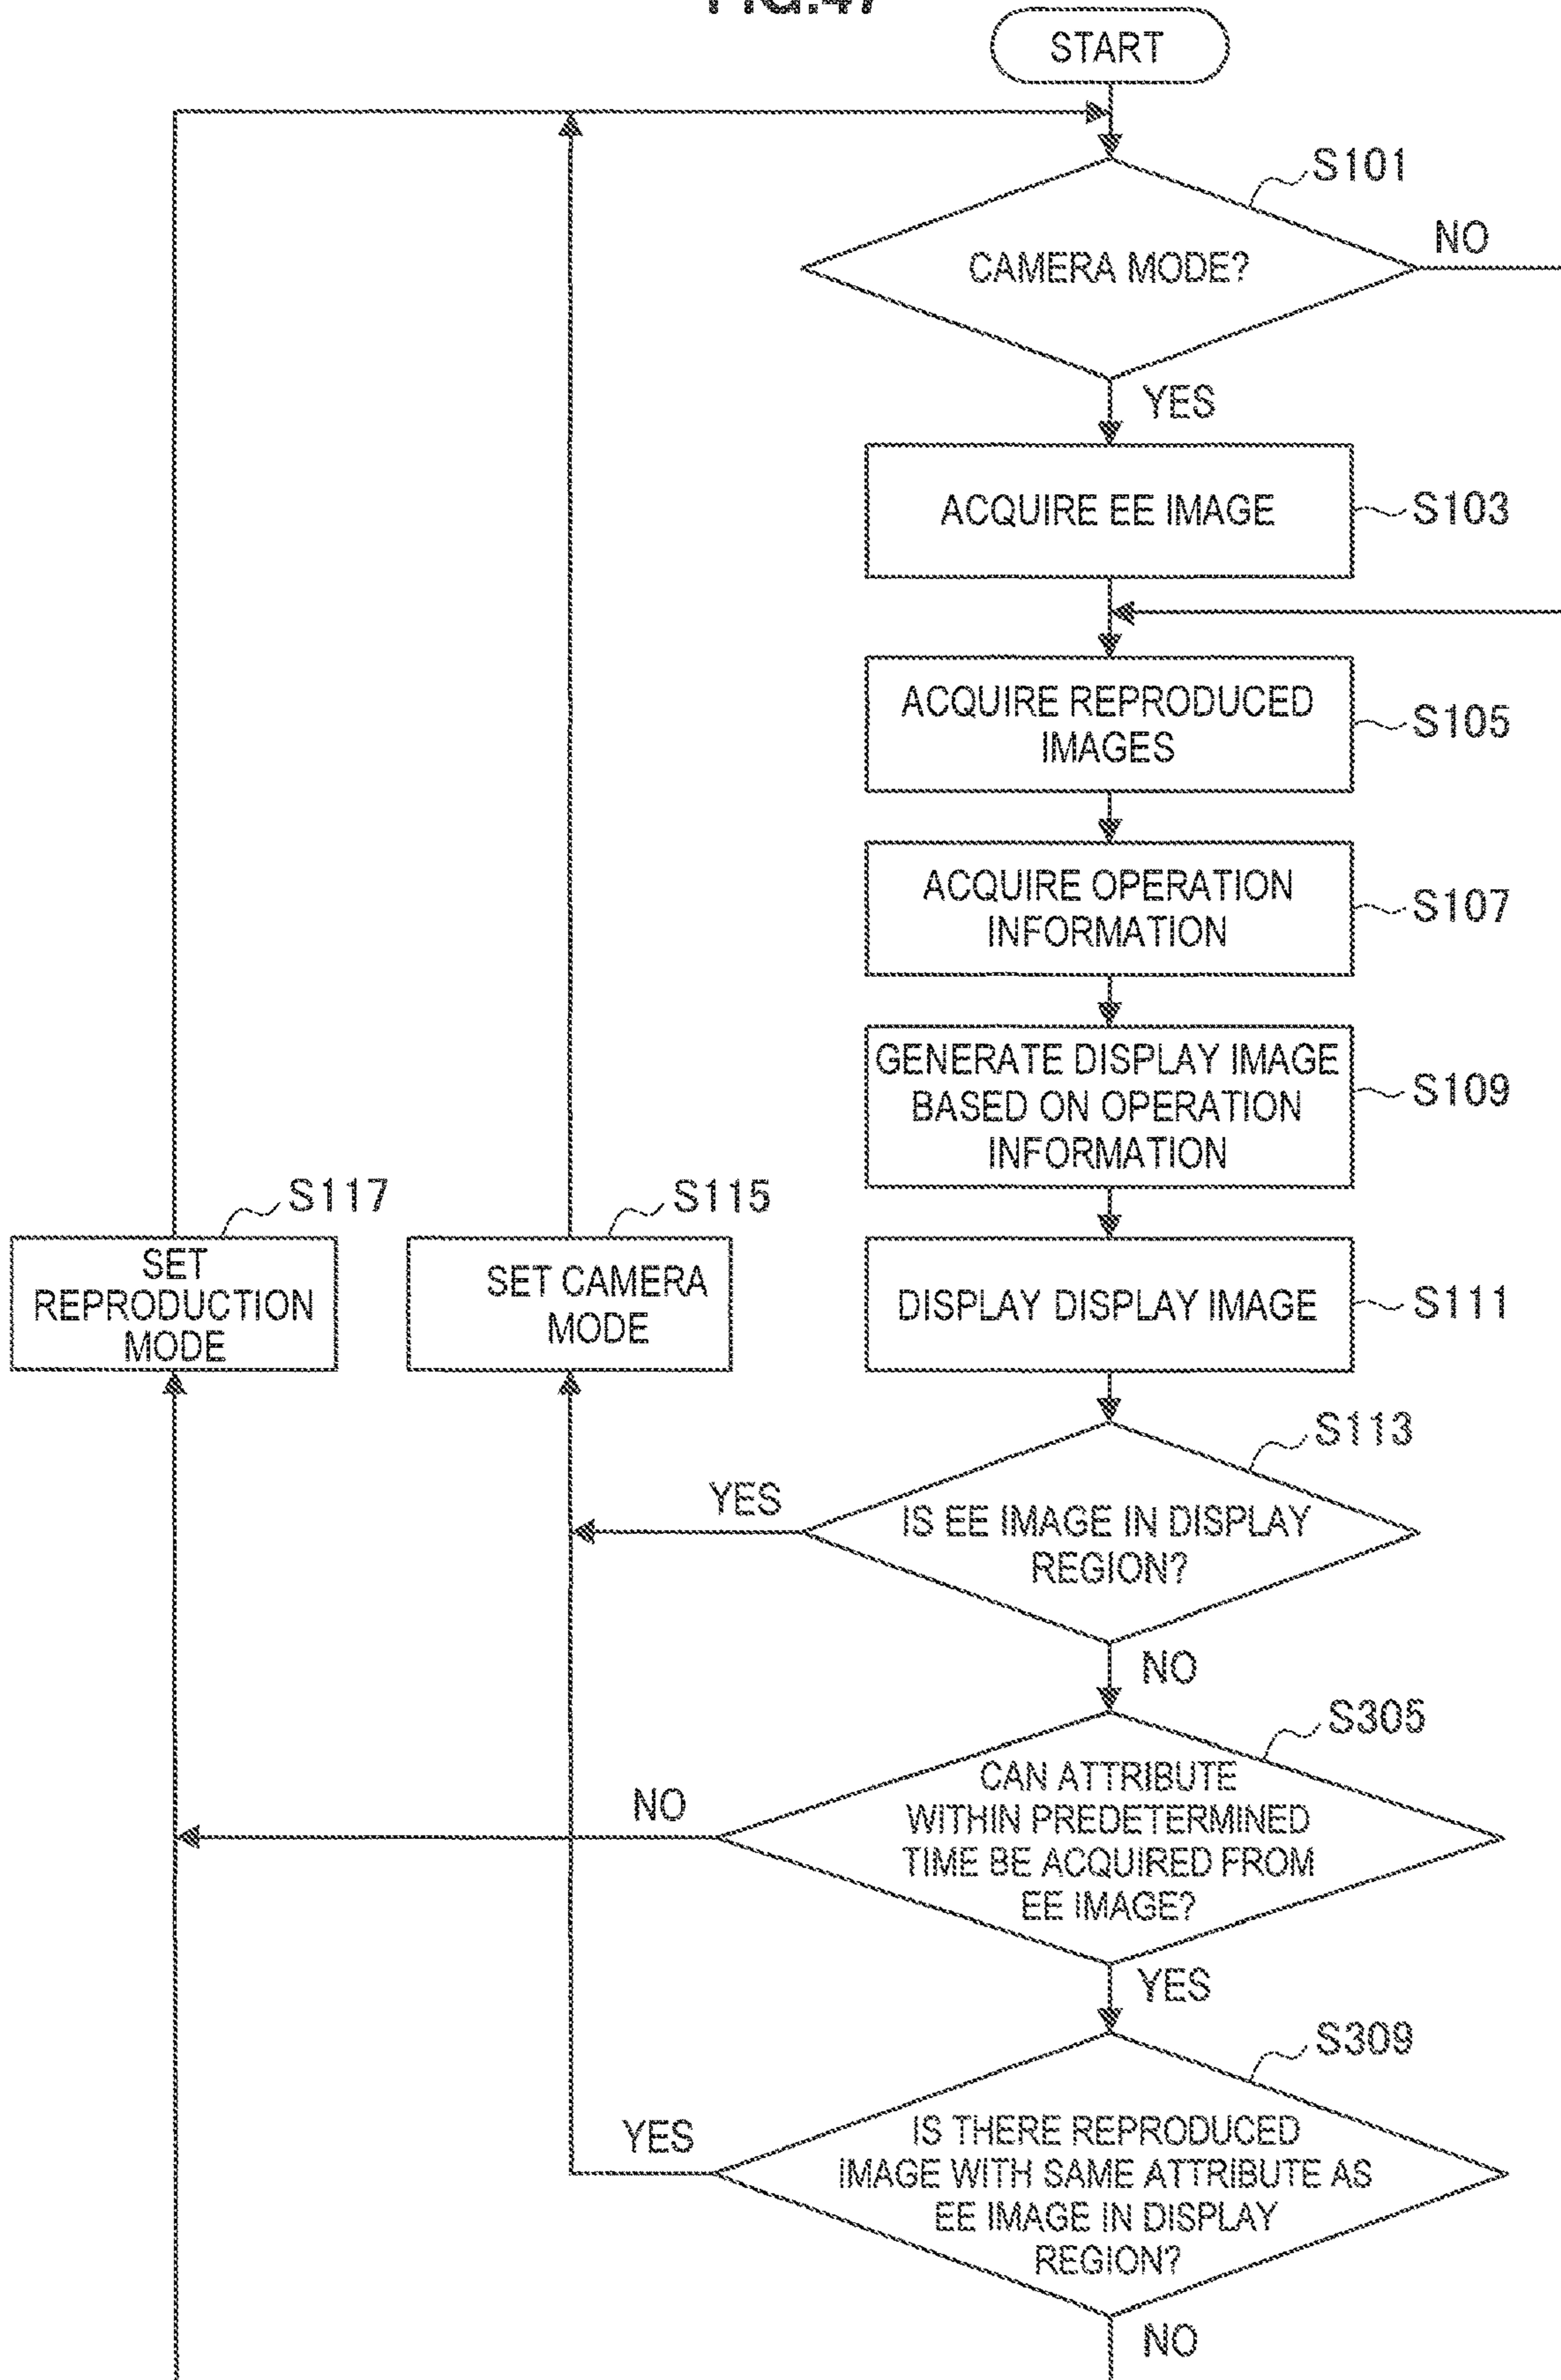 FIG.47
START
S101
CAMERA MODE?
NO
YES
ACQUIRE EE IMAGE
S103
ACQUIRE REPRODUCED
IMAGES
S105
ACQUIRE OPERATION
INFORMATION
S107
GENERATE DISPLAY IMAGE
BASED ON OPERATION
INFORMATION
S109
S117
SET
REPRODUCTION
MODE
S115
SET CAMERA
MODE
DISPLAY DISPLAY IMAGE
S111
S113
YES
IS EE IMAGE IN DISPLAY
REGION?
NO
S305
NO
CAN ATTRIBUTE
WITHIN PREDETERMINED
TIME BE ACQUIRED FROM
EE IMAGE?
YES
S309
YES
IS THERE REPRODUCED
IMAGE WITH SAME ATTRIBUTE AS
EE IMAGE IN DISPLAY
REGION?
NO